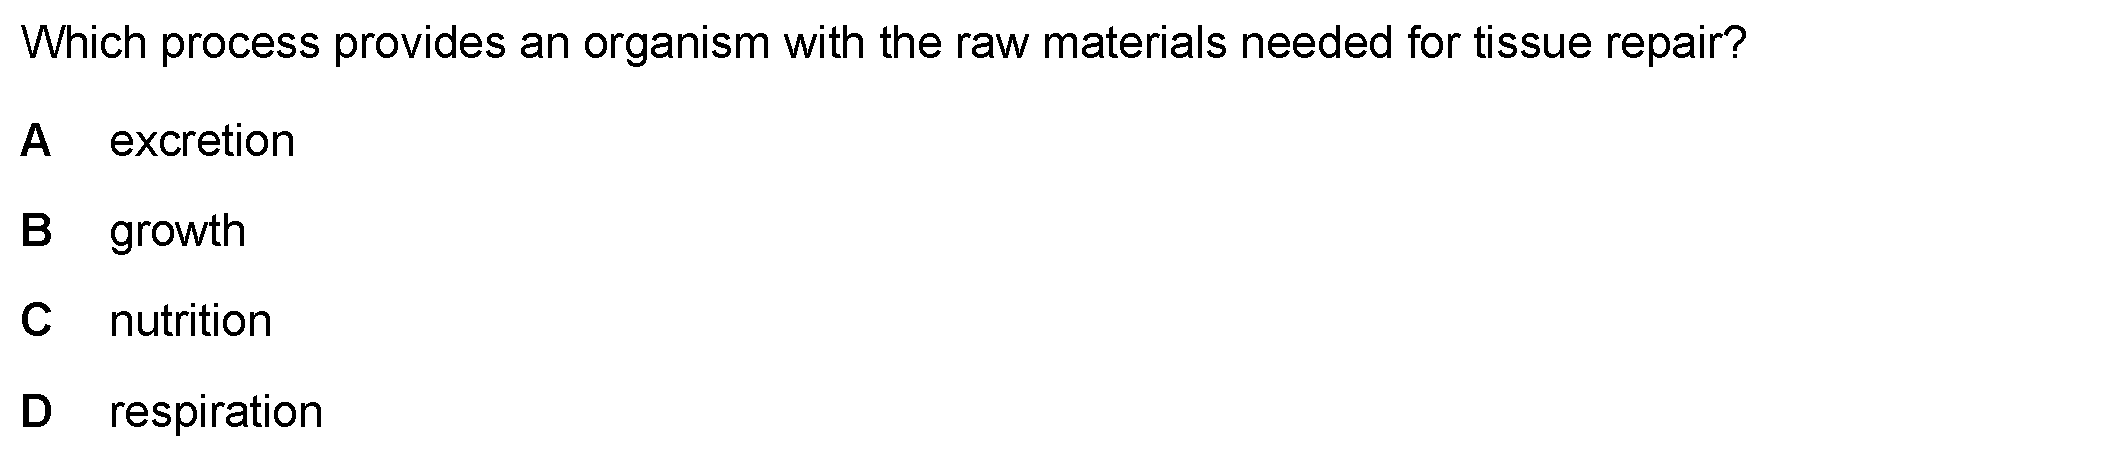 Which process provides an organism with the raw materials needed for tissue repair?
A excretion
B growth
C nutrition
D respiration